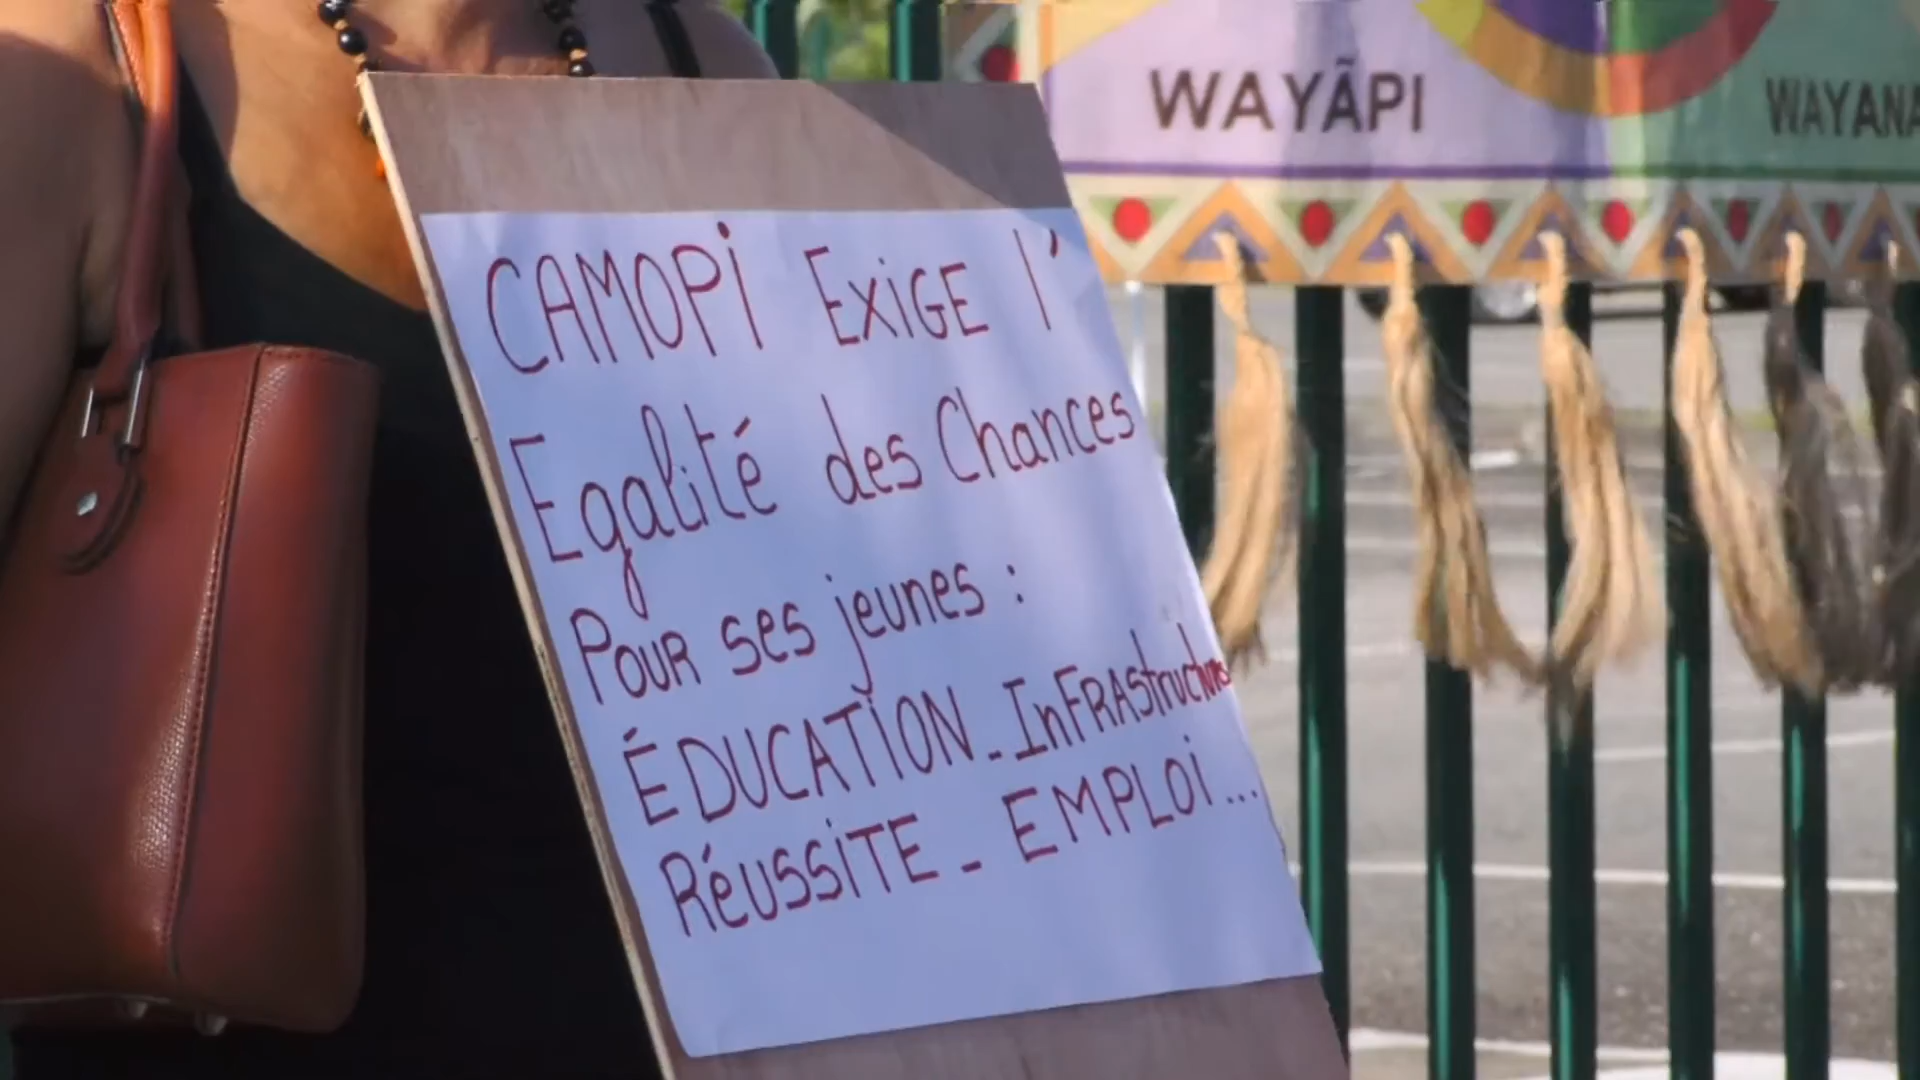 WAYÃPI
WAYANA
CAMOPi ExiGE l'
Egalité des Chances
Pour ses jeunes :
ÉDUCATION - InFRAstructures
RéussiTE - EMPLOi...